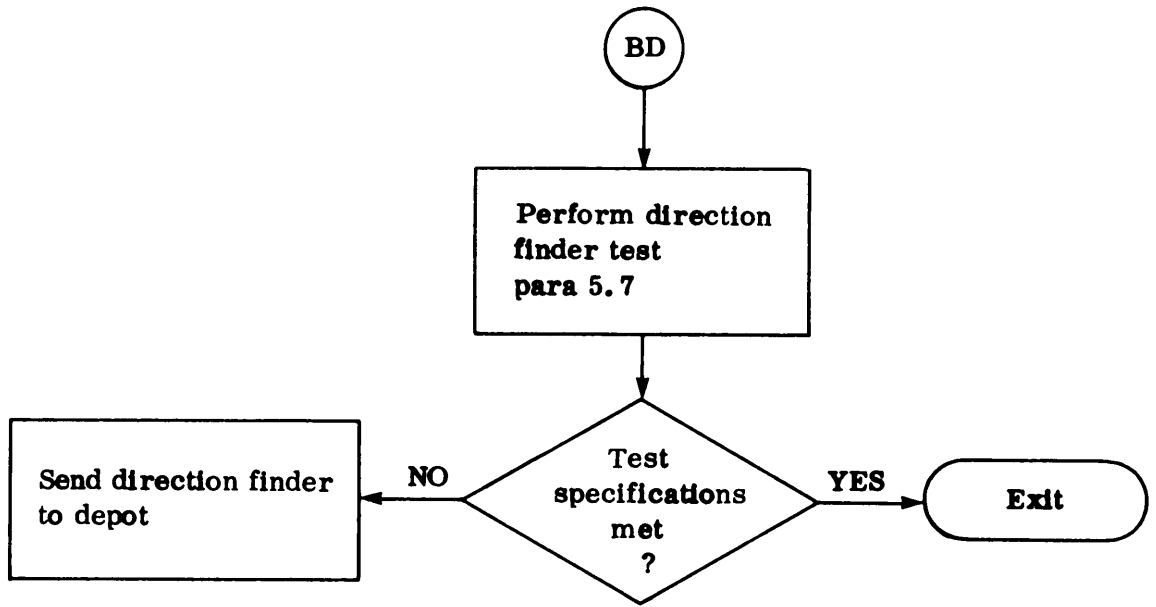 BD
Perform direction
finder test
para 5.7
Test
specifications
met
?
NO
YES
Send direction finder
to depot
Exit